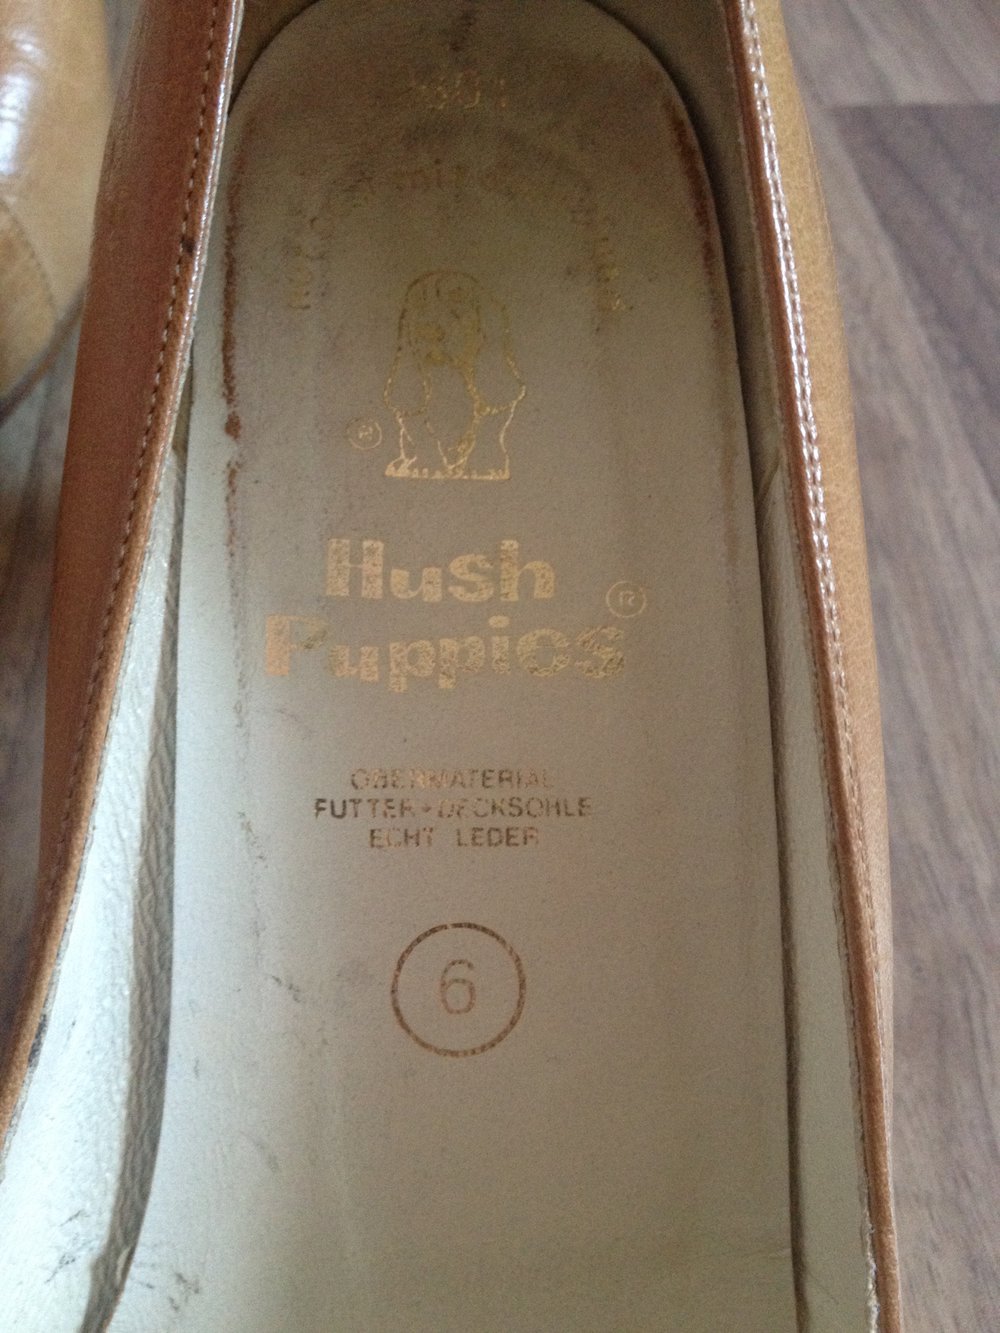 ®
Hush
Puppies ®
OBERMATERIAL
FUTTER + DECKSOHLE
ECHT LEDER
6